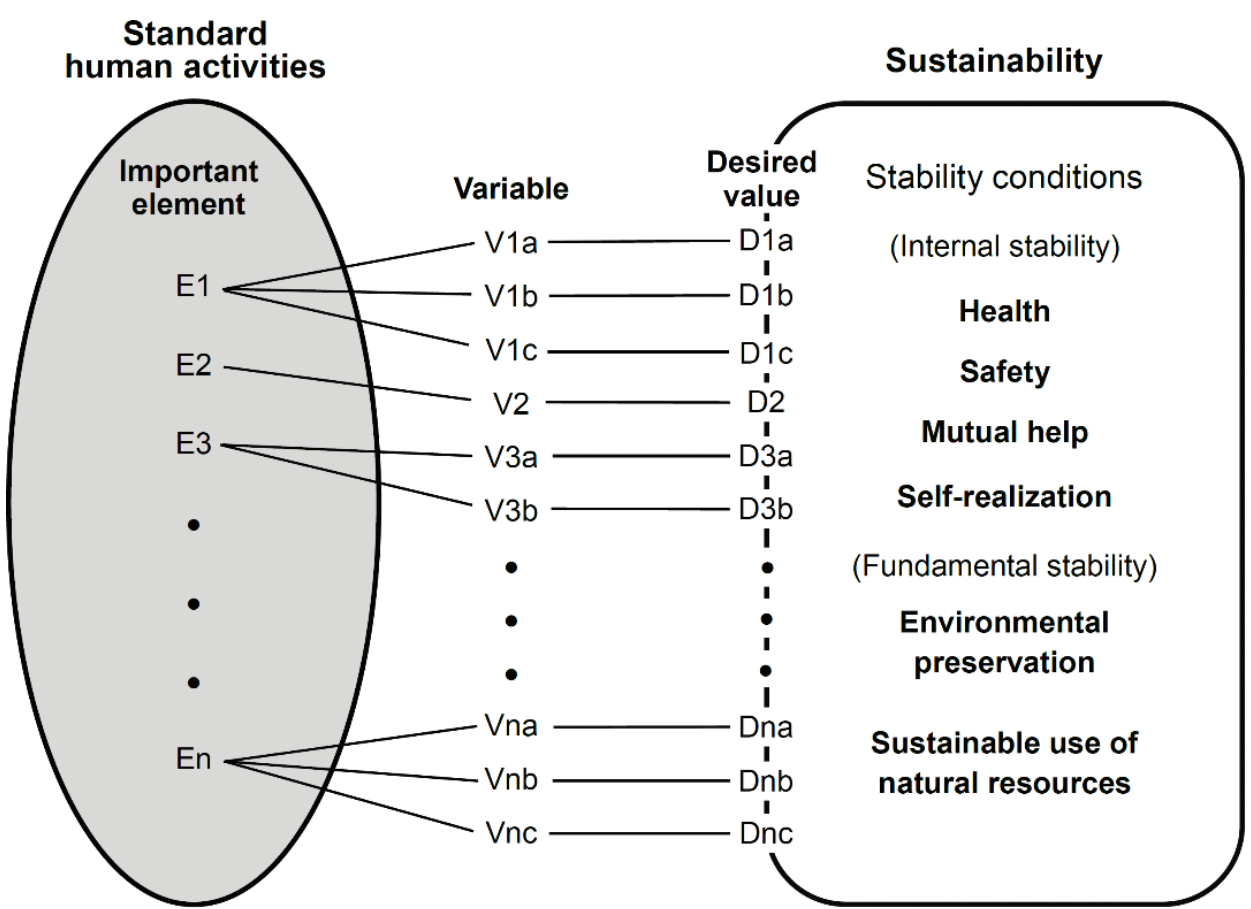 Standard
human activities
Sustainability
Important
element
Variable
Desired
value
Stability conditions
E1
E2
E3
En
V1a
V1b
V1c
V2
V3a
V3b
Vna
Vnb
Vnc
D1a
D1b
D1c
D2
D3a
D3b
Dna
Dnb
Dnc
(Internal stability)
Health
Safety
Mutual help
Self-realization
(Fundamental stability)
Environmental
preservation
Sustainable use of
natural resources